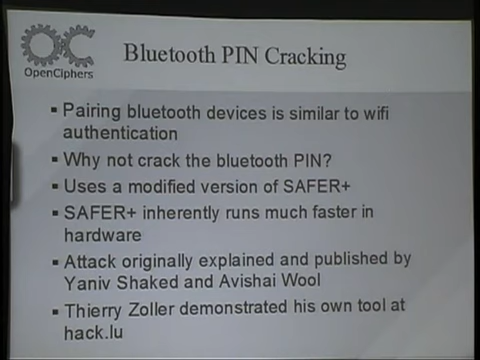 OpenCiphers
Bluetooth PIN Cracking
▪ Pairing bluetooth devices is similar to wifi
authentication
▪ Why not crack the bluetooth PIN?
▪ Uses a modified version of SAFER+
▪ SAFER+ inherently runs much faster in
hardware
▪ Attack originally explained and published by
Yaniv Shaked and Avishai Wool
▪ Thierry Zoller demonstrated his own tool at
hack.lu